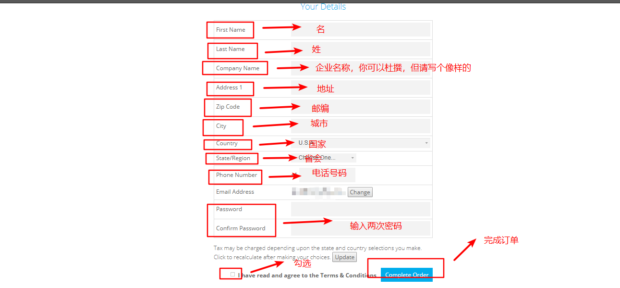 Your Details
First Name 名
Last Name 姓
Company Name 企业名称，你可以杜撰，但请写个像样的
Address 1 地址
Zip Code 邮编
City 城市
Country U.S. 国家
State/Region Choose One... 省会
Phone Number 电话号码
Email Address Change
Password
输入两次密码
Confirm Password
完成订单
Tax may be charged depending upon the state and country selections you make.
Click to recalculate after making your choices. Update
勾选
I have read and agree to the Terms & Conditions Complete Order